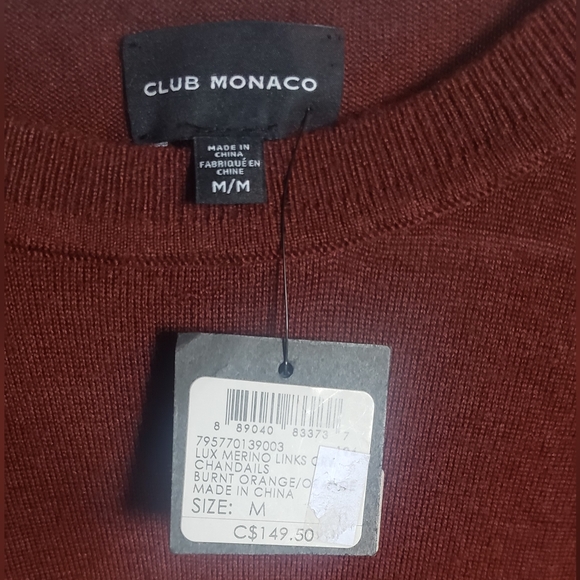 CLUB MONACO
MADE IN
CHINA
FABRIQUÉ EN
CHINE
M/M
8 89040 83373 7
795770139003
LUX MERINO LINKS
CHANDAILS
BURNT ORANGE/
MADE IN CHINA
SIZE: M
C$149.50